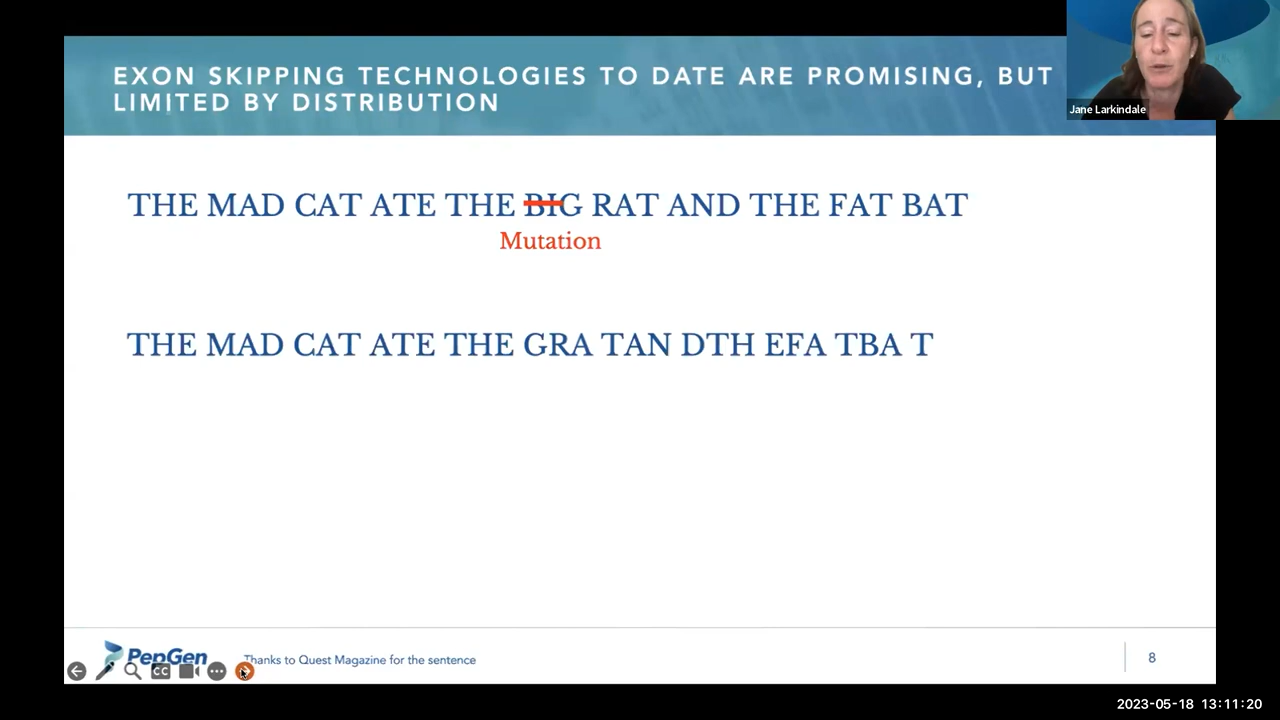 EXON SKIPPING TECHNOLOGIES TO DATE ARE PROMISING, BUT
LIMITED BY DISTRIBUTION
Jane Larkindale
THE MAD CAT ATE THE BIG RAT AND THE FAT BAT
Mutation
THE MAD CAT ATE THE GRA TAN DTH EFA TBA T
PepGen
Thanks to Quest Magazine for the sentence
8
CC
2023-05-18 13:11:20